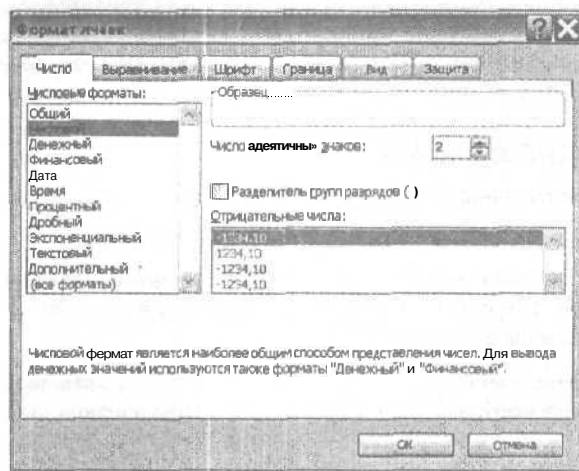 Формат ячеек
Число Выравнивание Шрифт Граница Вид Защита
Числовые форматы:
Общий
Денежный
Финансовый
Дата
Время
Процентный
Дробный
Экспоненциальный
Текстовый
Дополнительный
(все форматы)
Образец.......
Число адеятичны» знаков: 2
Разделитель групп разрядов ( )
Отрицательные числа:
-1234,10
1234,10
-1234,10
-1234,10
Числовой фермат является наиболее общим способом представления чисел. Для вывода
денежных значений используются также форматы "Денежный" и "Финансовый".
ОК Отмена